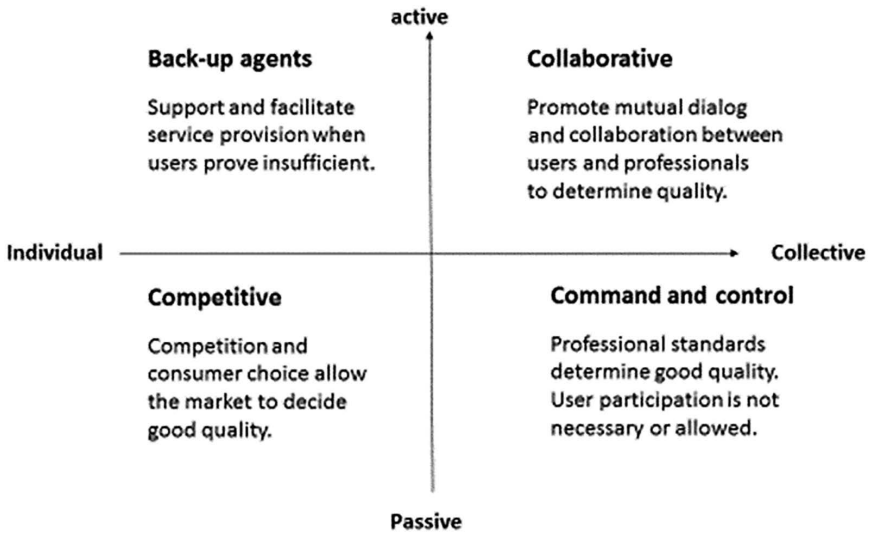 active
Back-up agents
Support and facilitate
service provision when
users prove insufficient.
Collaborative
Promote mutual dialog
and collaboration between
users and professionals
to determine quality.
Individual
Collective
Competitive
Competition and
consumer choice allow
the market to decide
good quality.
Command and control
Professional standards
determine good quality.
User participation is not
necessary or allowed.
Passive